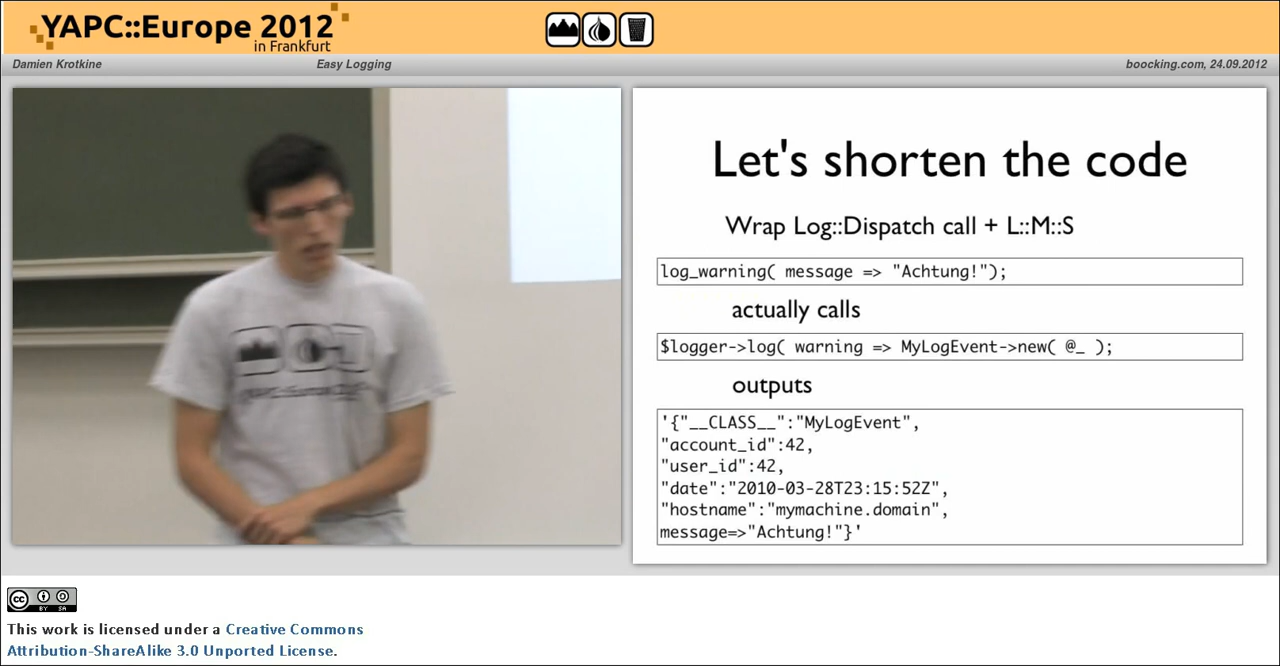 YAPC::Europe 2012
in Frankfurt
Damien Krotkine
Easy Logging
boocking.com, 24.09.2012
Let's shorten the code
Wrap Log::Dispatch call + L::M::S
log_warning( message => "Achtung!");
actually calls
$logger->log( warning => MyLogEvent->new( @_ );
outputs
'{"__CLASS__":"MyLogEvent",
"account_id":42,
"user_id":42,
"date":"2010-03-28T23:15:52Z",
"hostname":"mymachine.domain",
message=>"Achtung!"}'
cc
BY SA
This work is licensed under a Creative Commons
Attribution-ShareAlike 3.0 Unported License.